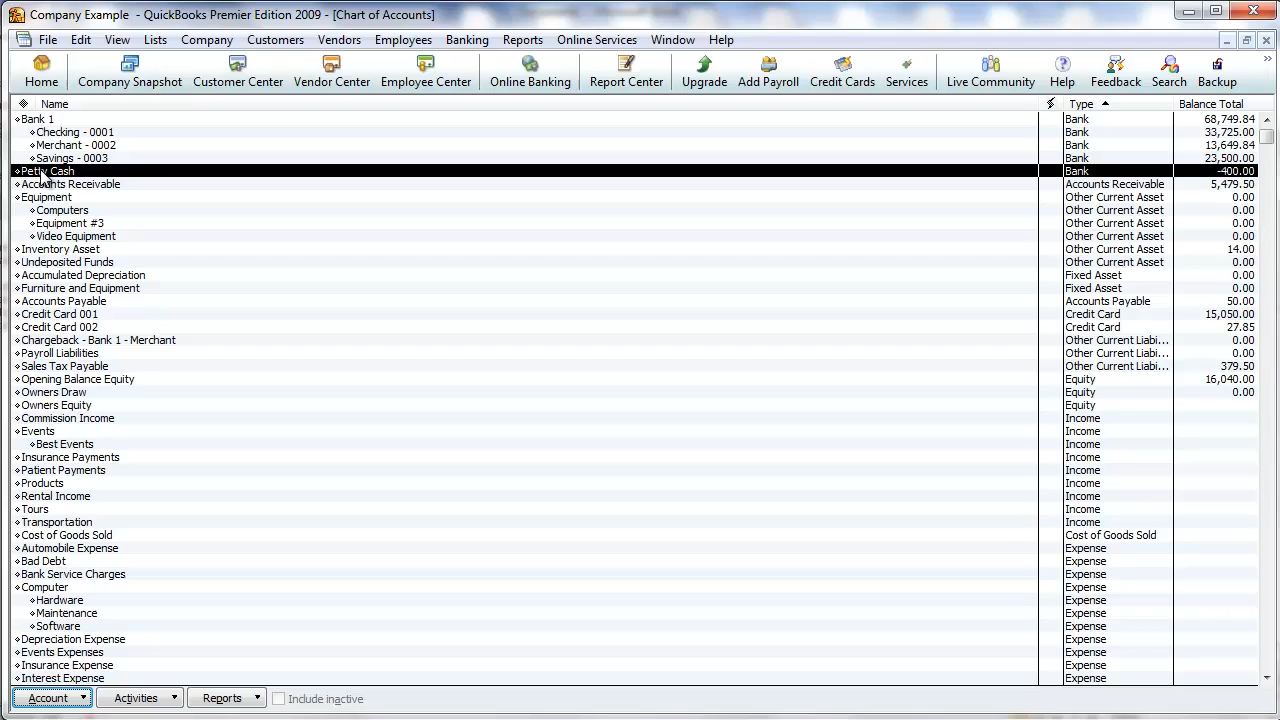 Company Example - QuickBooks Premier Edition 2009 - [Chart of Accounts]
File Edit View Lists Company Customers Vendors Employees Banking Reports Online Services Window Help
Home Company Snapshot Customer Center Vendor Center Employee Center Online Banking Report Center Upgrade Add Payroll Credit Cards Services Live Community Help Feedback Search Backup
Name Type Balance Total
Bank 1 Bank 68,749.84
Checking - 0001 Bank 33,725.00
Merchant - 0002 Bank 13,649.84
Savings - 0003 Bank 23,500.00
Petty Cash Bank -400.00
Accounts Receivable Accounts Receivable 5,479.50
Equipment Other Current Asset 0.00
Computers Other Current Asset 0.00
Equipment #3 Other Current Asset 0.00
Video Equipment Other Current Asset 0.00
Inventory Asset Other Current Asset 14.00
Undeposited Funds Other Current Asset 0.00
Accumulated Depreciation Fixed Asset 0.00
Furniture and Equipment Fixed Asset 0.00
Accounts Payable Accounts Payable 50.00
Credit Card 001 Credit Card 15,050.00
Credit Card 002 Credit Card 27.85
Chargeback - Bank 1 - Merchant Other Current Liabi... 0.00
Payroll Liabilities Other Current Liabi... 0.00
Sales Tax Payable Other Current Liabi... 379.50
Opening Balance Equity Equity 16,040.00
Owners Draw Equity 0.00
Owners Equity Equity
Commission Income Income
Events Income
Best Events Income
Insurance Payments Income
Patient Payments Income
Products Income
Rental Income Income
Tours Income
Transportation Income
Cost of Goods Sold Cost of Goods Sold
Automobile Expense Expense
Bad Debt Expense
Bank Service Charges Expense
Computer Expense
Hardware Expense
Maintenance Expense
Software Expense
Depreciation Expense Expense
Events Expenses Expense
Insurance Expense Expense
Interest Expense Expense
Account Activities Reports Include inactive